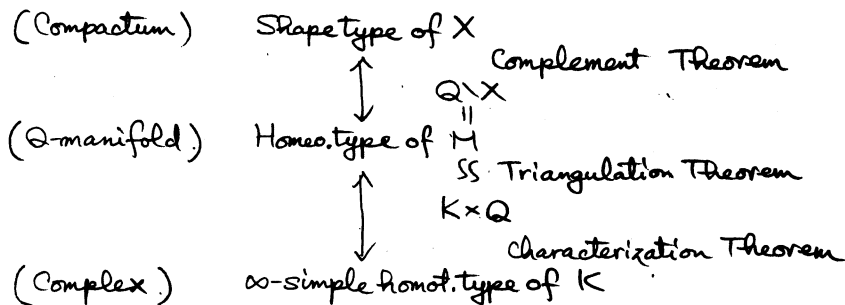 (Compactum) Shape type of X
↕ Complement Theorem
Q∖X
॥
(Q-manifold) Homeo. type of M
≀≀ Triangulation Theorem
↕ K×Q
Characterization Theorem
(Complex) ∞-simple homot. type of K